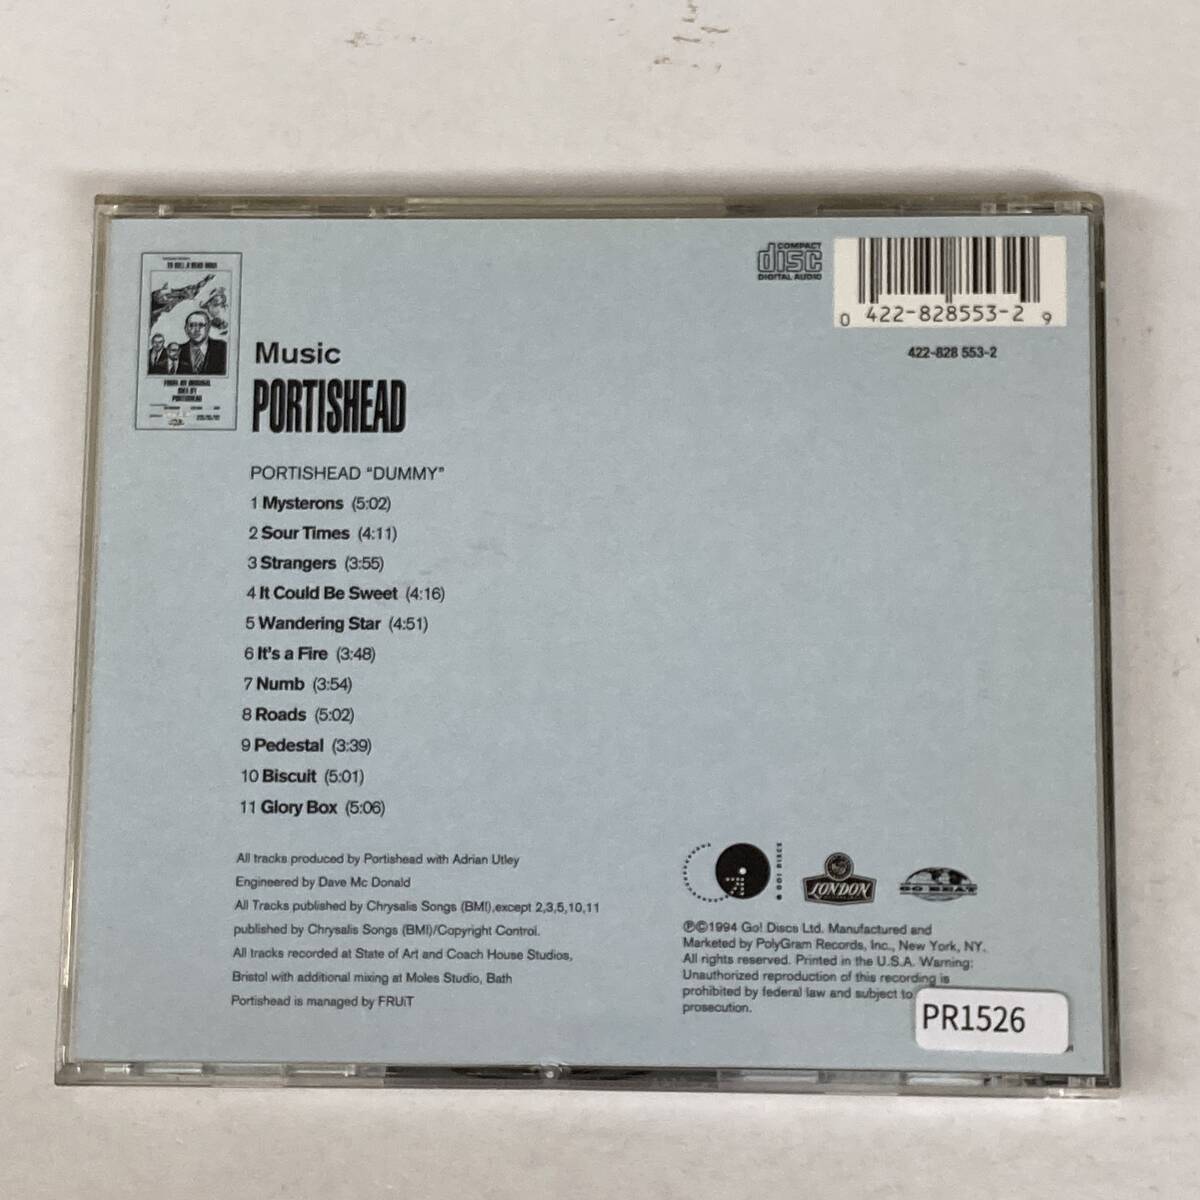 TO KILL A DEAD MAN
PORTISHEAD
Music
PORTISHEAD
COMPACT
disc
DIGITAL AUDIO
0 422-828553-2 9
422-828 553-2
PORTISHEAD “DUMMY”
1 Mysterons (5:02)
2 Sour Times (4:11)
3 Strangers (3:55)
4 It Could Be Sweet (4:16)
5 Wandering Star (4:51)
6 It's a Fire (3:48)
7 Numb (3:54)
8 Roads (5:02)
9 Pedestal (3:39)
10 Biscuit (5:01)
11 Glory Box (5:06)
All tracks produced by Portishead with Adrian Utley
Engineered by Dave Mc Donald
All Tracks published by Chrysalis Songs (BMI),except 2,3,5,10,11
published by Chrysalis Songs (BMI)/Copyright Control.
All tracks recorded at State of Art and Coach House Studios,
Bristol with additional mixing at Moles Studio, Bath
Portishead is managed by FRUiT
GO! DISCS
LONDON
GO BEAT
℗©1994 Go! Discs Ltd. Manufactured and
Marketed by PolyGram Records, Inc., New York, NY.
All rights reserved. Printed in the U.S.A. Warning:
Unauthorized reproduction of this recording is
prohibited by federal law and subject to
prosecution.
PR1526